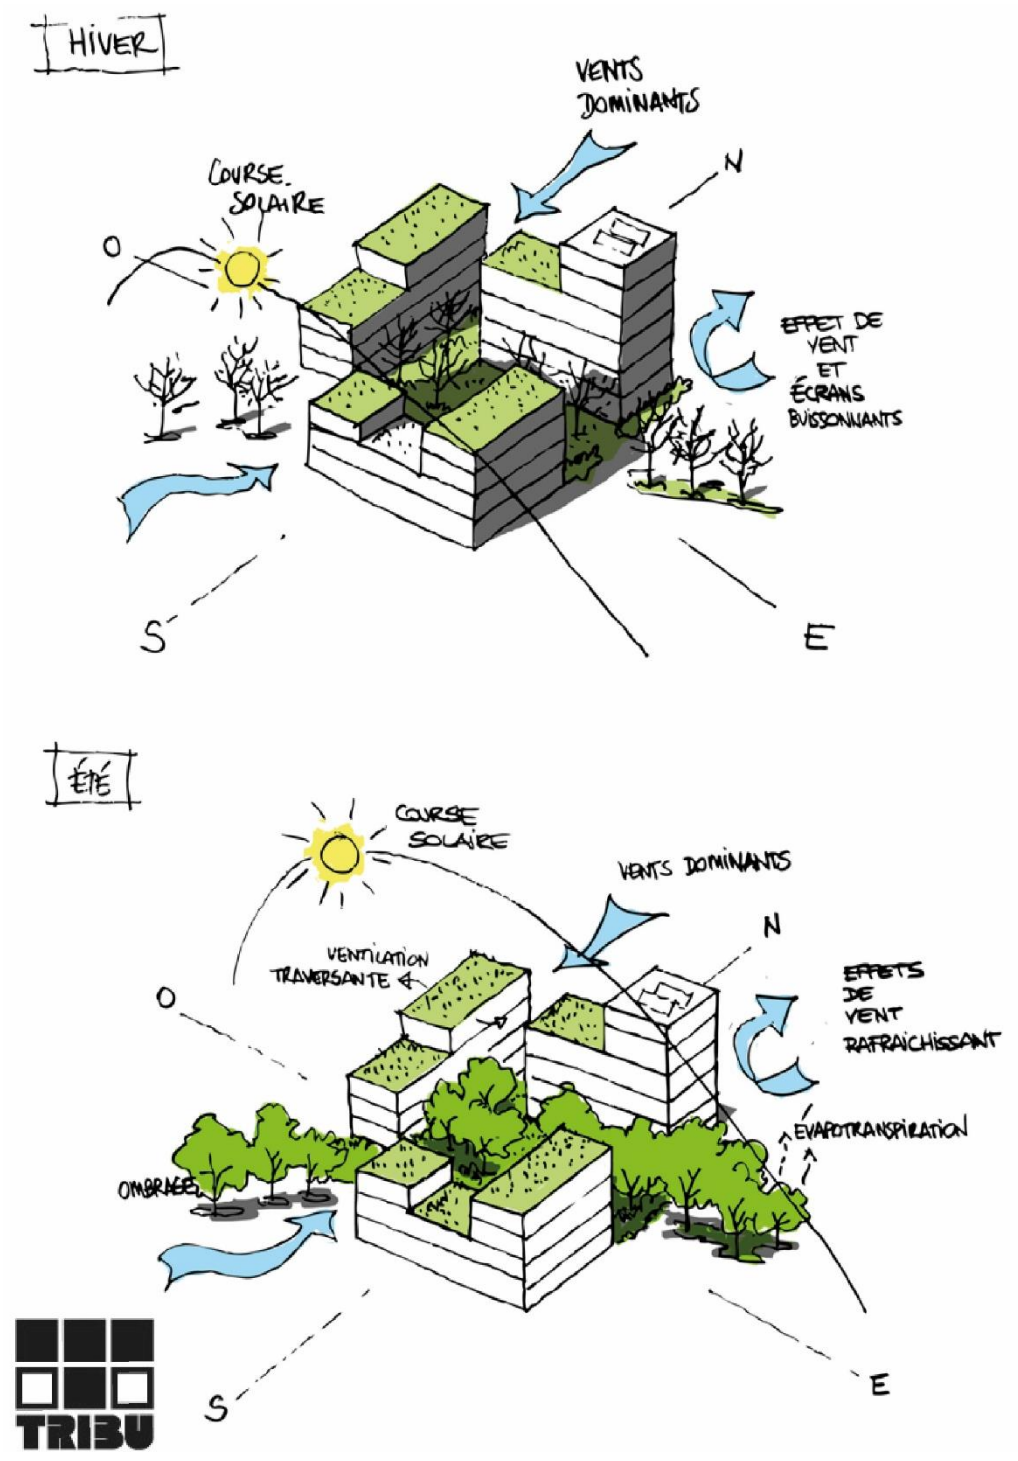 HiVER
VENTS
DOMINANTS
N
COURSE
SOLAIRE
O
EFFET DE
VENT
ET
ÉCRANS
BUISSONNANTS
S
E
ÉTÉ
COURSE
SOLAIRE
VENTS DOMINANTS
N
VENTILATION
TRAVERSANTE
O
EFFETS
DE
VENT
RAFRAICHISSANT
EVAPOTRANSPIRATION
OMBRAGE
S
E
TRIBU